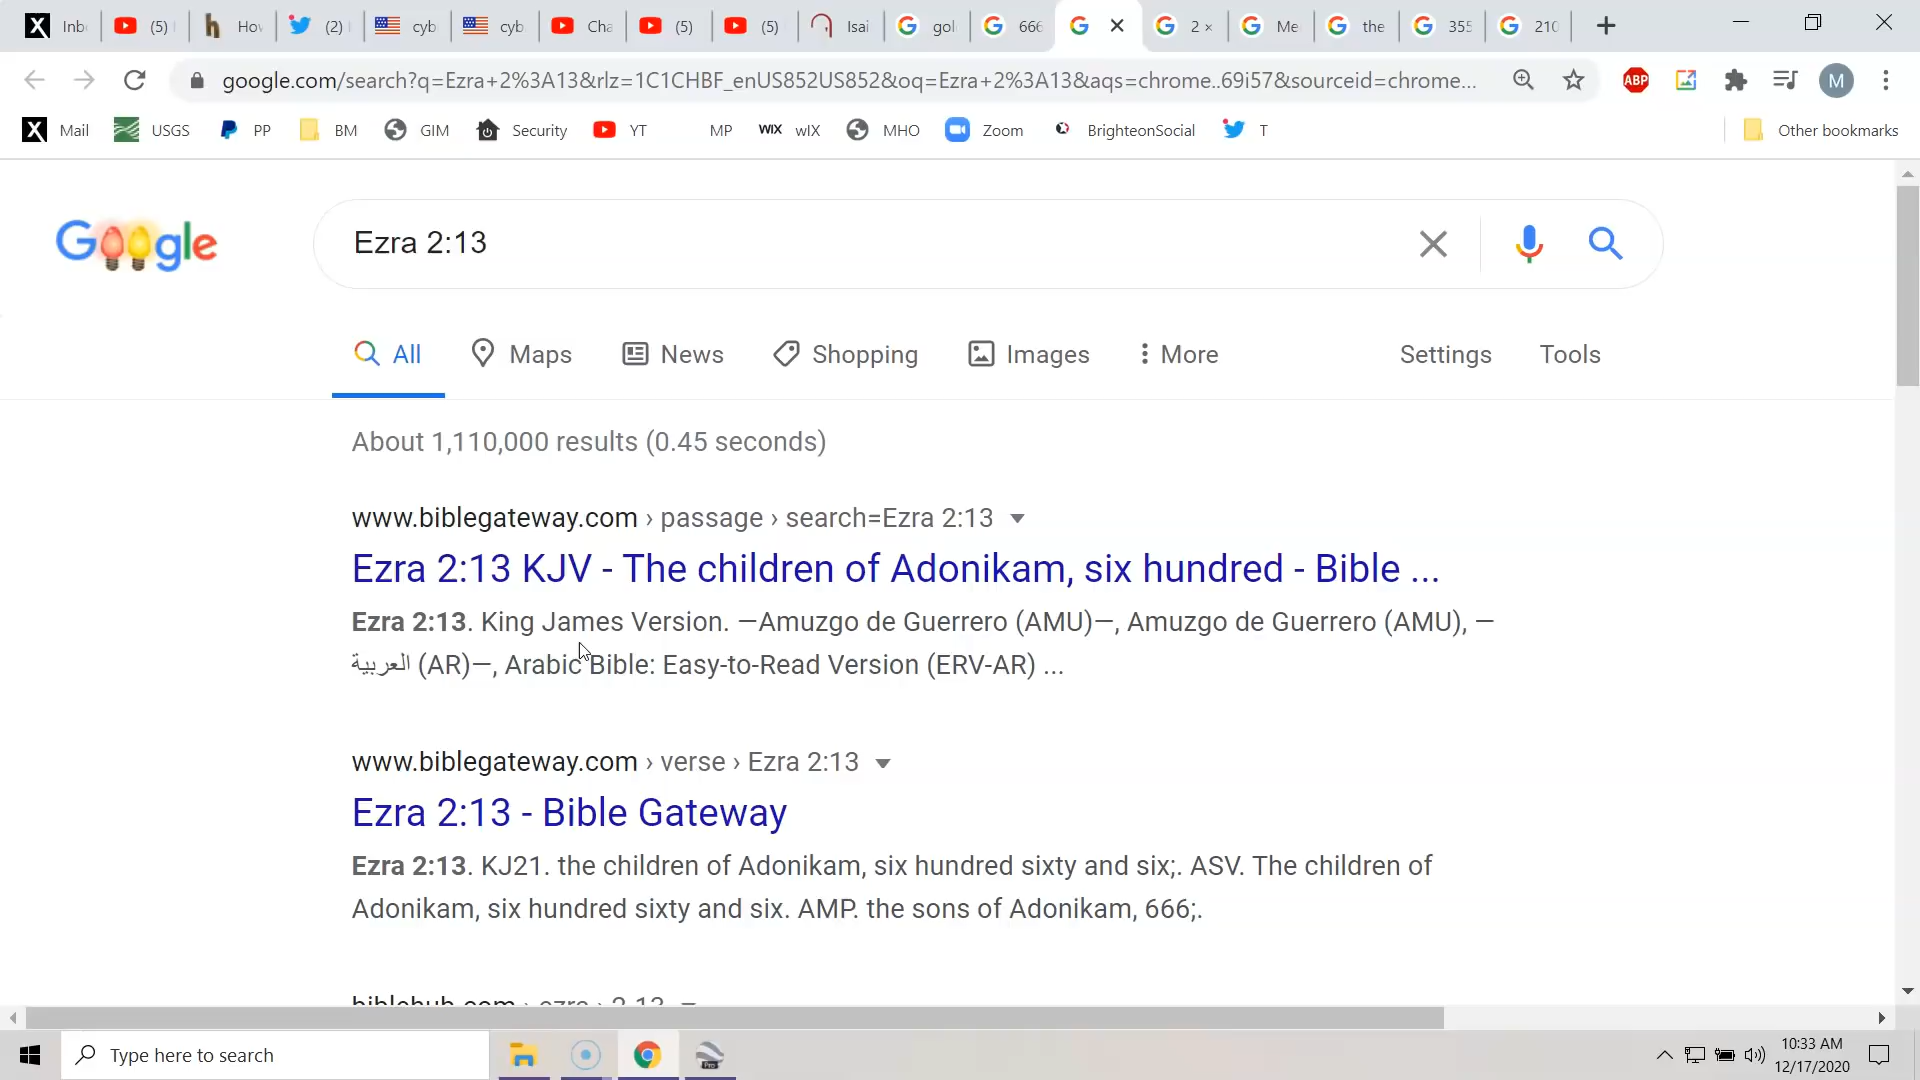 Inb (5) Hov (2) cyb cyb Cha (5) (5) Isai gol 666 2 × Me the 355 210
google.com/search?q=Ezra+2%3A13&rlz=1C1CHBF_enUS852US852&oq=Ezra+2%3A13&aqs=chrome..69i57&sourceid=chrome...
ABP M
X Mail USGS PP BM GIM Security YT MP WIX wIX MHO Zoom BrighteonSocial T Other bookmarks
Google
Ezra 2:13
All Maps News Shopping Images More Settings Tools
About 1,110,000 results (0.45 seconds)
www.biblegateway.com › passage › search=Ezra 2:13
Ezra 2:13 KJV - The children of Adonikam, six hundred - Bible ...
Ezra 2:13. King James Version. —Amuzgo de Guerrero (AMU)—, Amuzgo de Guerrero (AMU), —
العربية (AR)—, Arabic Bible: Easy-to-Read Version (ERV-AR) ...
www.biblegateway.com › verse › Ezra 2:13
Ezra 2:13 - Bible Gateway
Ezra 2:13. KJ21. the children of Adonikam, six hundred sixty and six;. ASV. The children of
Adonikam, six hundred sixty and six. AMP. the sons of Adonikam, 666;.
biblehub.com › ezra › 2-13
Type here to search
10:33 AM
12/17/2020